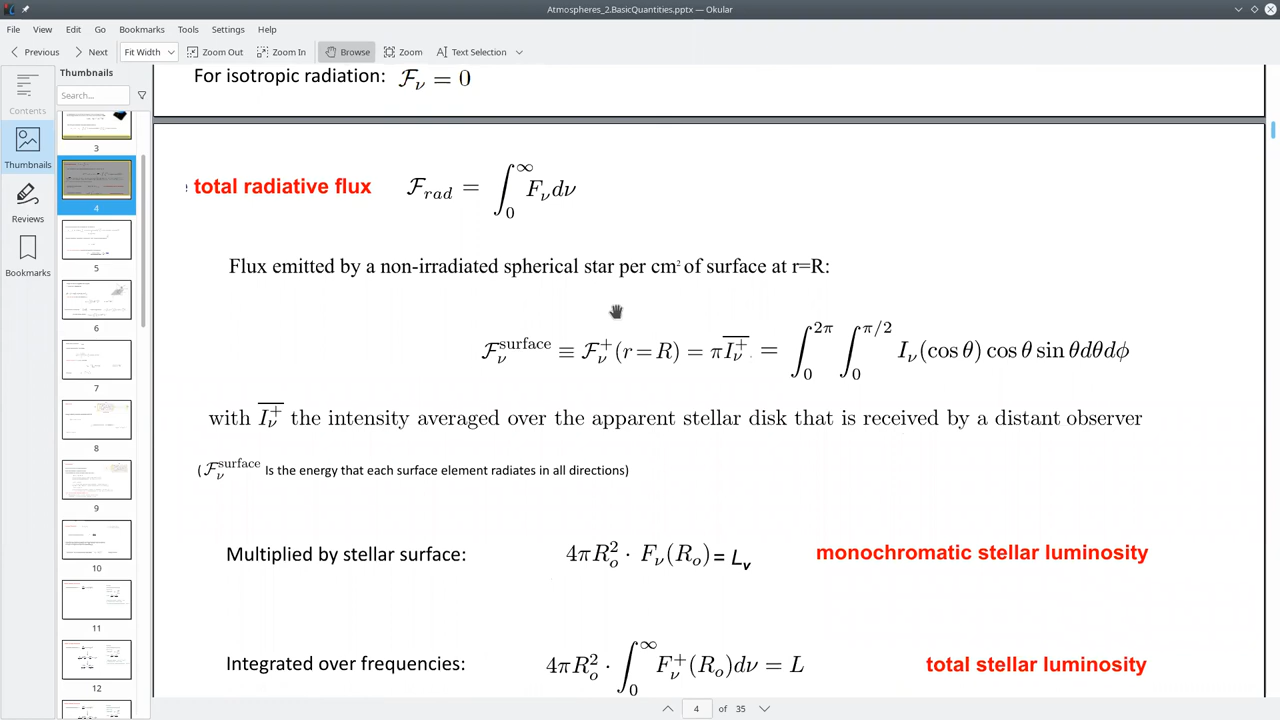 Atmospheres_2.BasicQuantities.pptx — Okular
File View Edit Go Bookmarks Tools Settings Help
Previous Next Fit Width Zoom Out Zoom In Browse Zoom Text Selection
Thumbnails
Search...
Contents
Thumbnails
Reviews
Bookmarks
3
4
5
6
7
8
9
10
11
12
For isotropic radiation: ℱ_ν = 0
total radiative flux ℱ_rad = ∫_0^∞ F_ν dν
Flux emitted by a non-irradiated spherical star per cm² of surface at r=R:
ℱ_ν^surface ≡ ℱ_ν^+(r = R) = π\overline{I_ν^+} = ∫_0^{2π} ∫_0^{π/2} I_ν(cos θ) cos θ sin θdθdϕ
with \overline{I_ν^+} the intensity averaged over the apparent stellar disk that is received by a distant observer
( ℱ_ν^surface Is the energy that each surface element radiates in all directions)
Multiplied by stellar surface: 4πR_o^2 · F_ν(R_o) = L_ν monochromatic stellar luminosity
Integrated over frequencies: 4πR_o^2 · ∫_0^∞ F_ν^+(R_o)dν = L total stellar luminosity
4 of 35